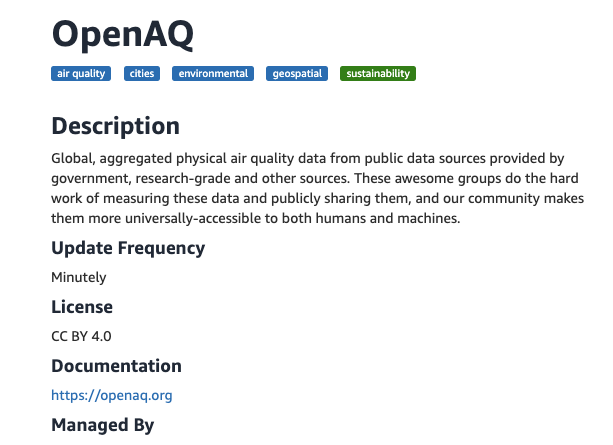 OpenAQ
air quality cities environmental geospatial sustainability
Description
Global, aggregated physical air quality data from public data sources provided by
government, research-grade and other sources. These awesome groups do the hard
work of measuring these data and publicly sharing them, and our community makes
them more universally-accessible to both humans and machines.
Update Frequency
Minutely
License
CC BY 4.0
Documentation
https://openaq.org
Managed By